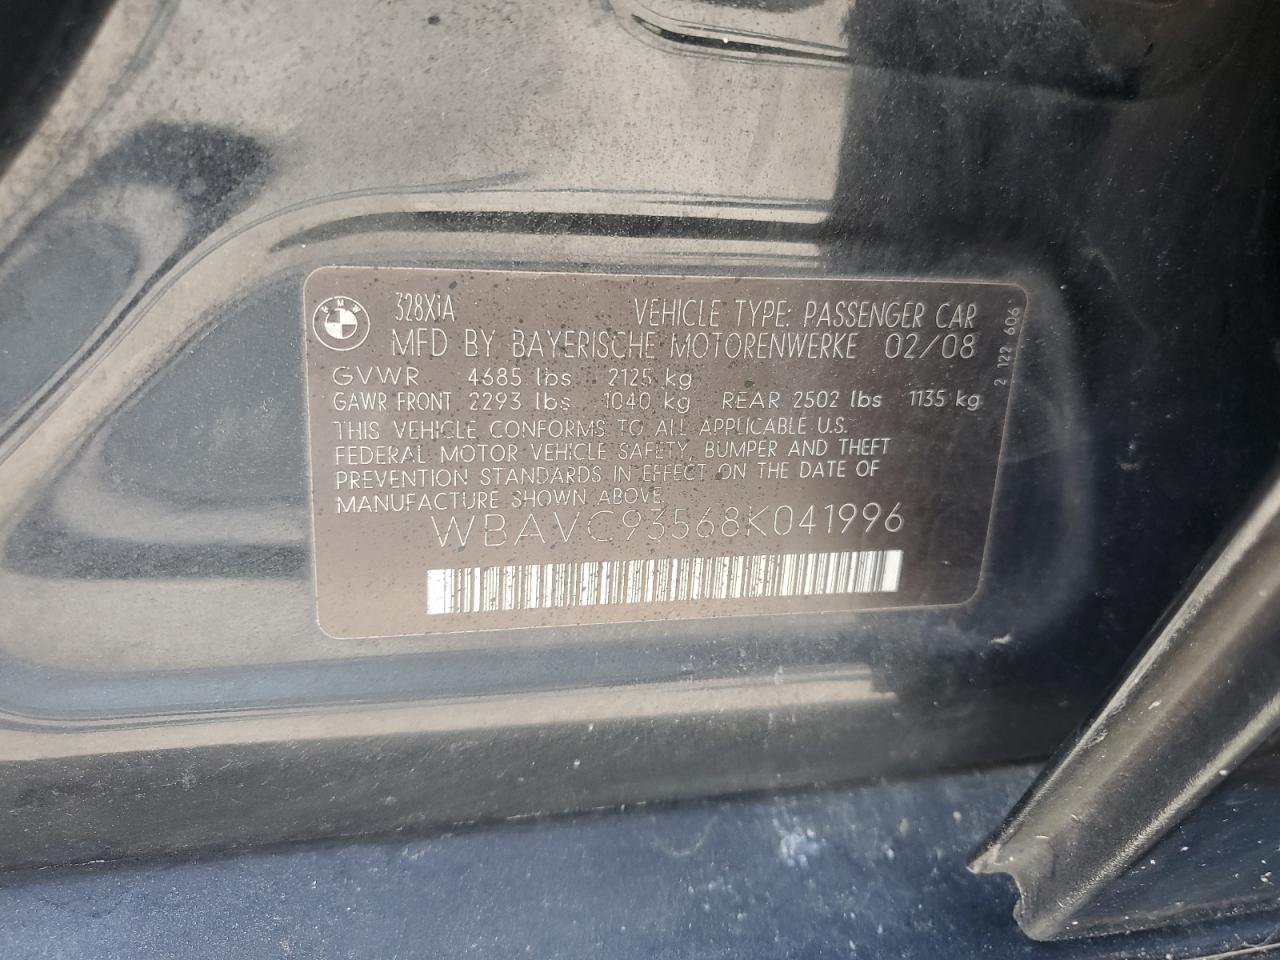 BMW
328XiA VEHICLE TYPE: PASSENGER CAR
MFD BY BAYERISCHE MOTORENWERKE 02/08
GVWR 4685 lbs 2125 kg
GAWR FRONT 2293 lbs 1040 kg REAR 2502 lbs 1135 kg
THIS VEHICLE CONFORMS TO ALL APPLICABLE U.S.
FEDERAL MOTOR VEHICLE SAFETY, BUMPER AND THEFT
PREVENTION STANDARDS IN EFFECT ON THE DATE OF
MANUFACTURE SHOWN ABOVE.
WBAVC93568K041996
2 122 606